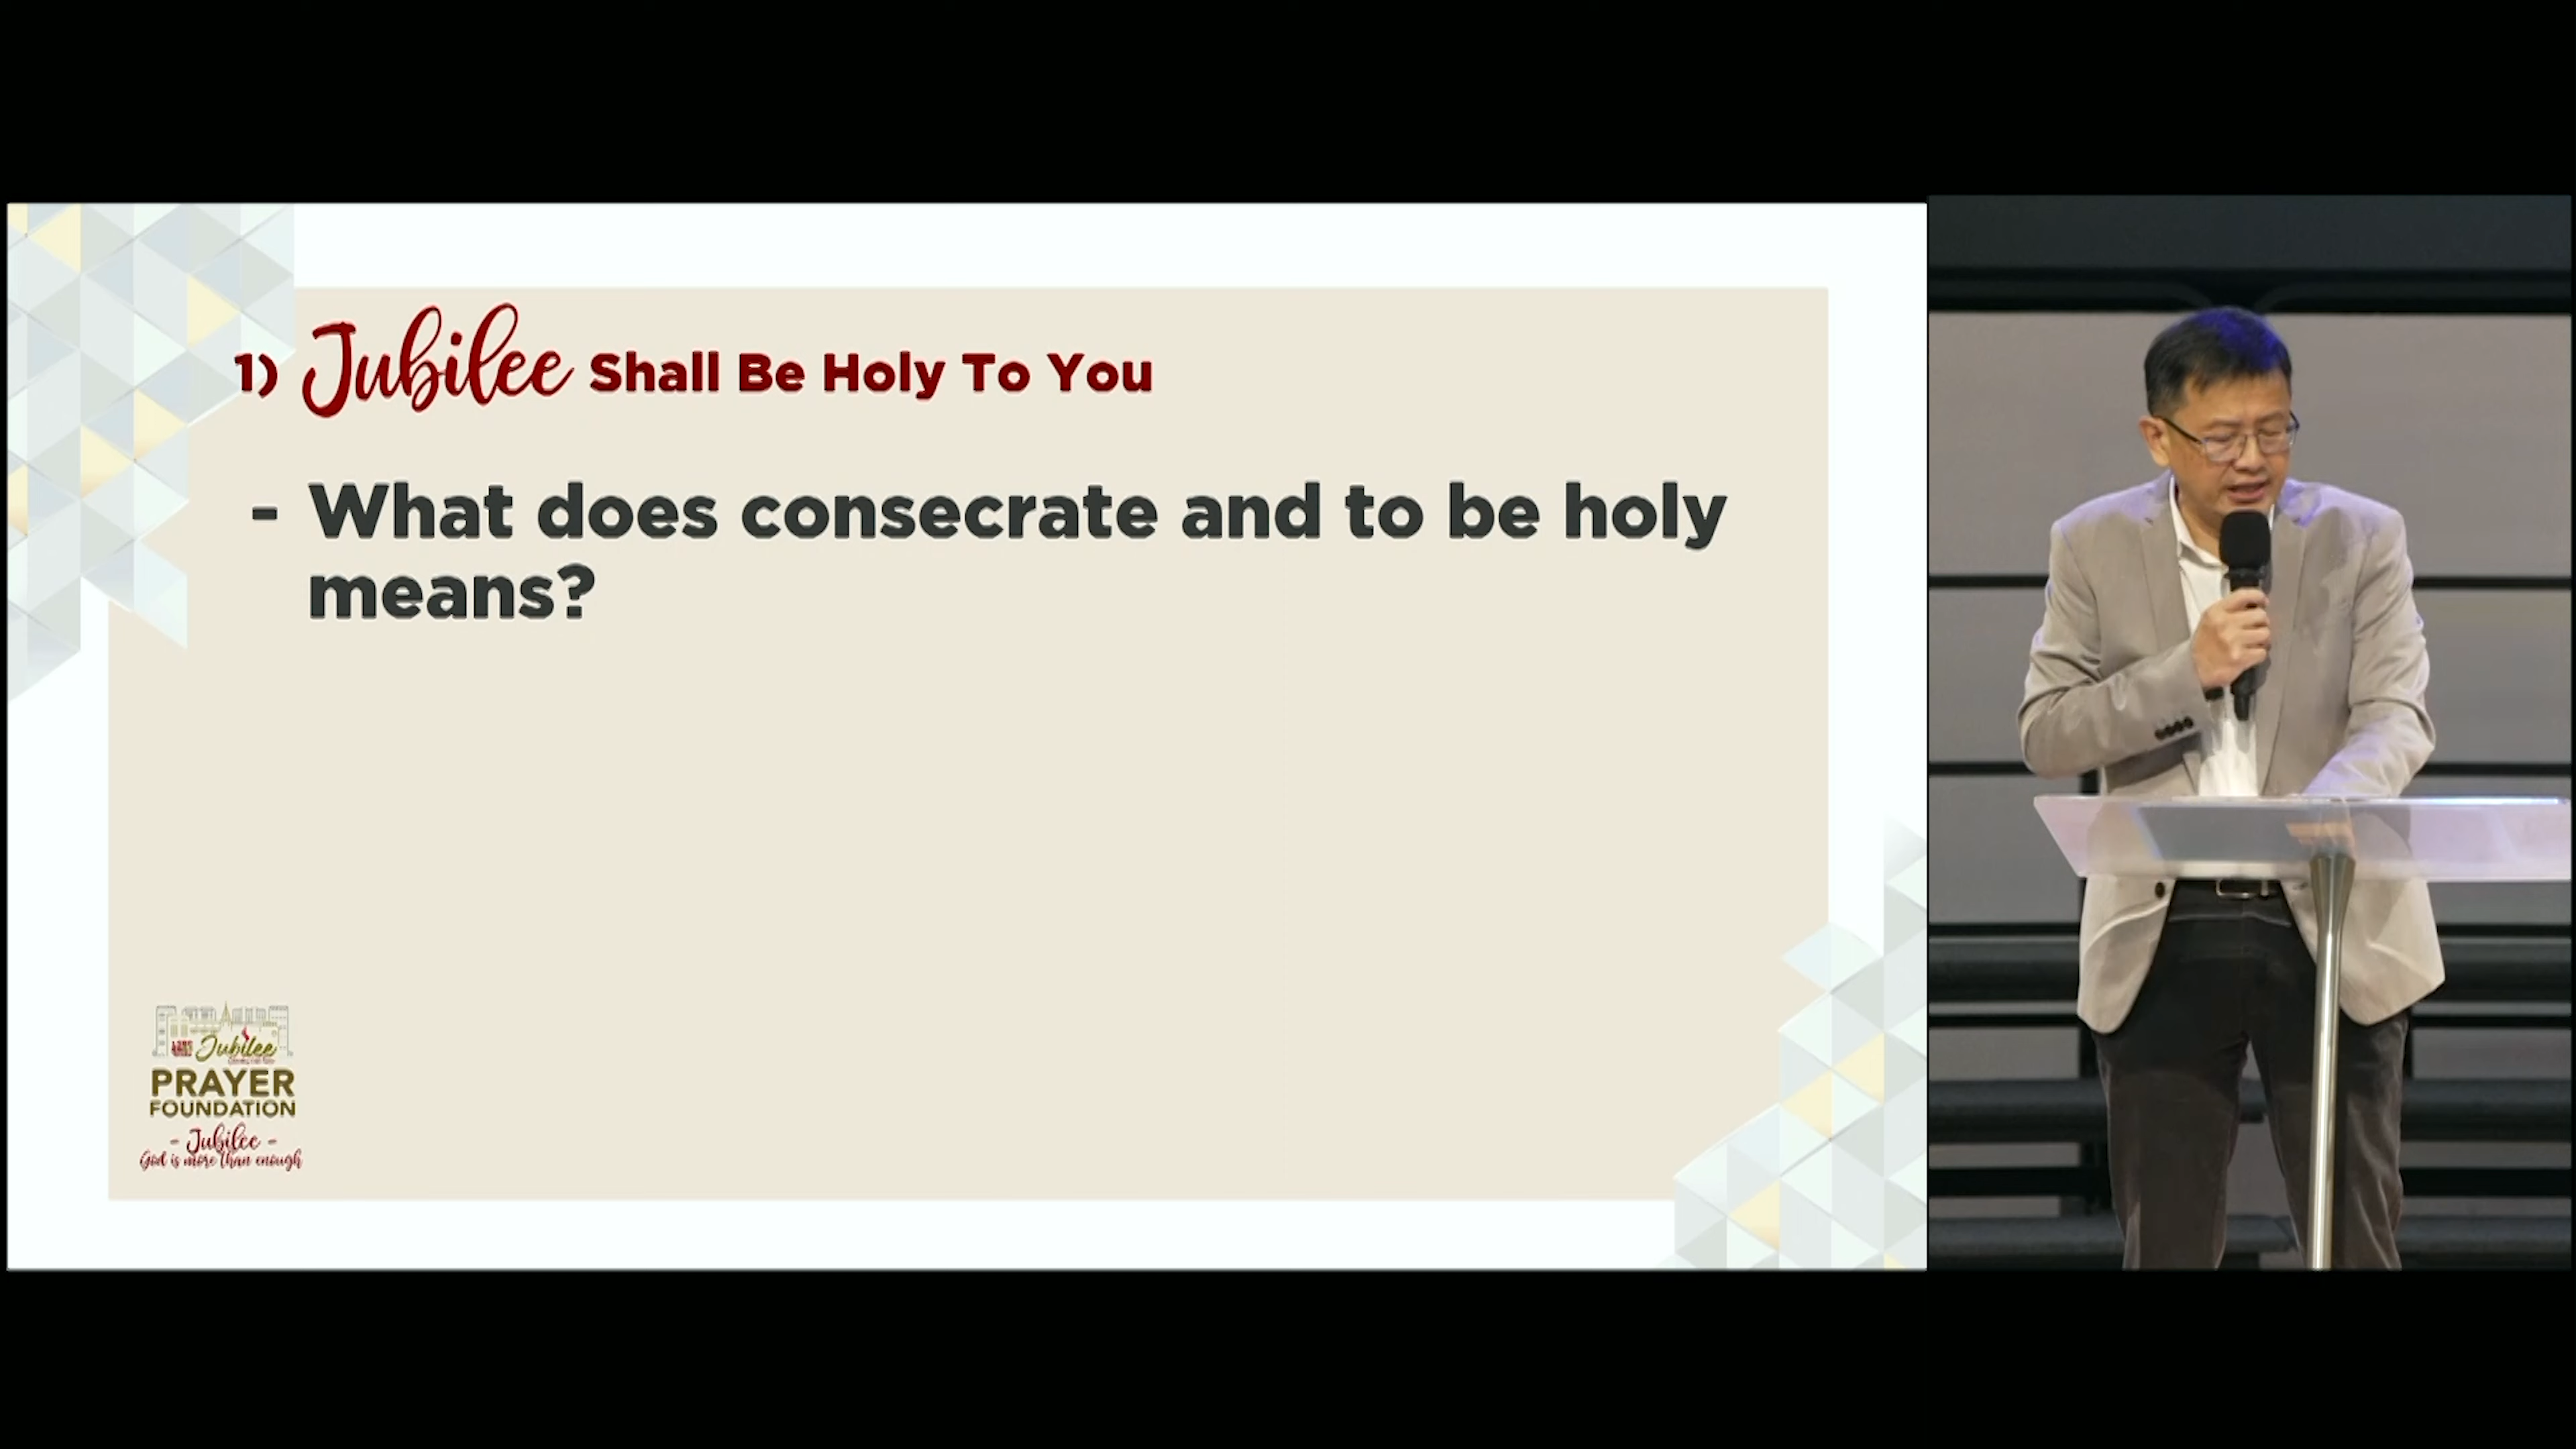 1) Jubilee Shall Be Holy To You
- What does consecrate and to be holy
means?
Jubilee
PRAYER
FOUNDATION
- Jubilee -
God is more than enough